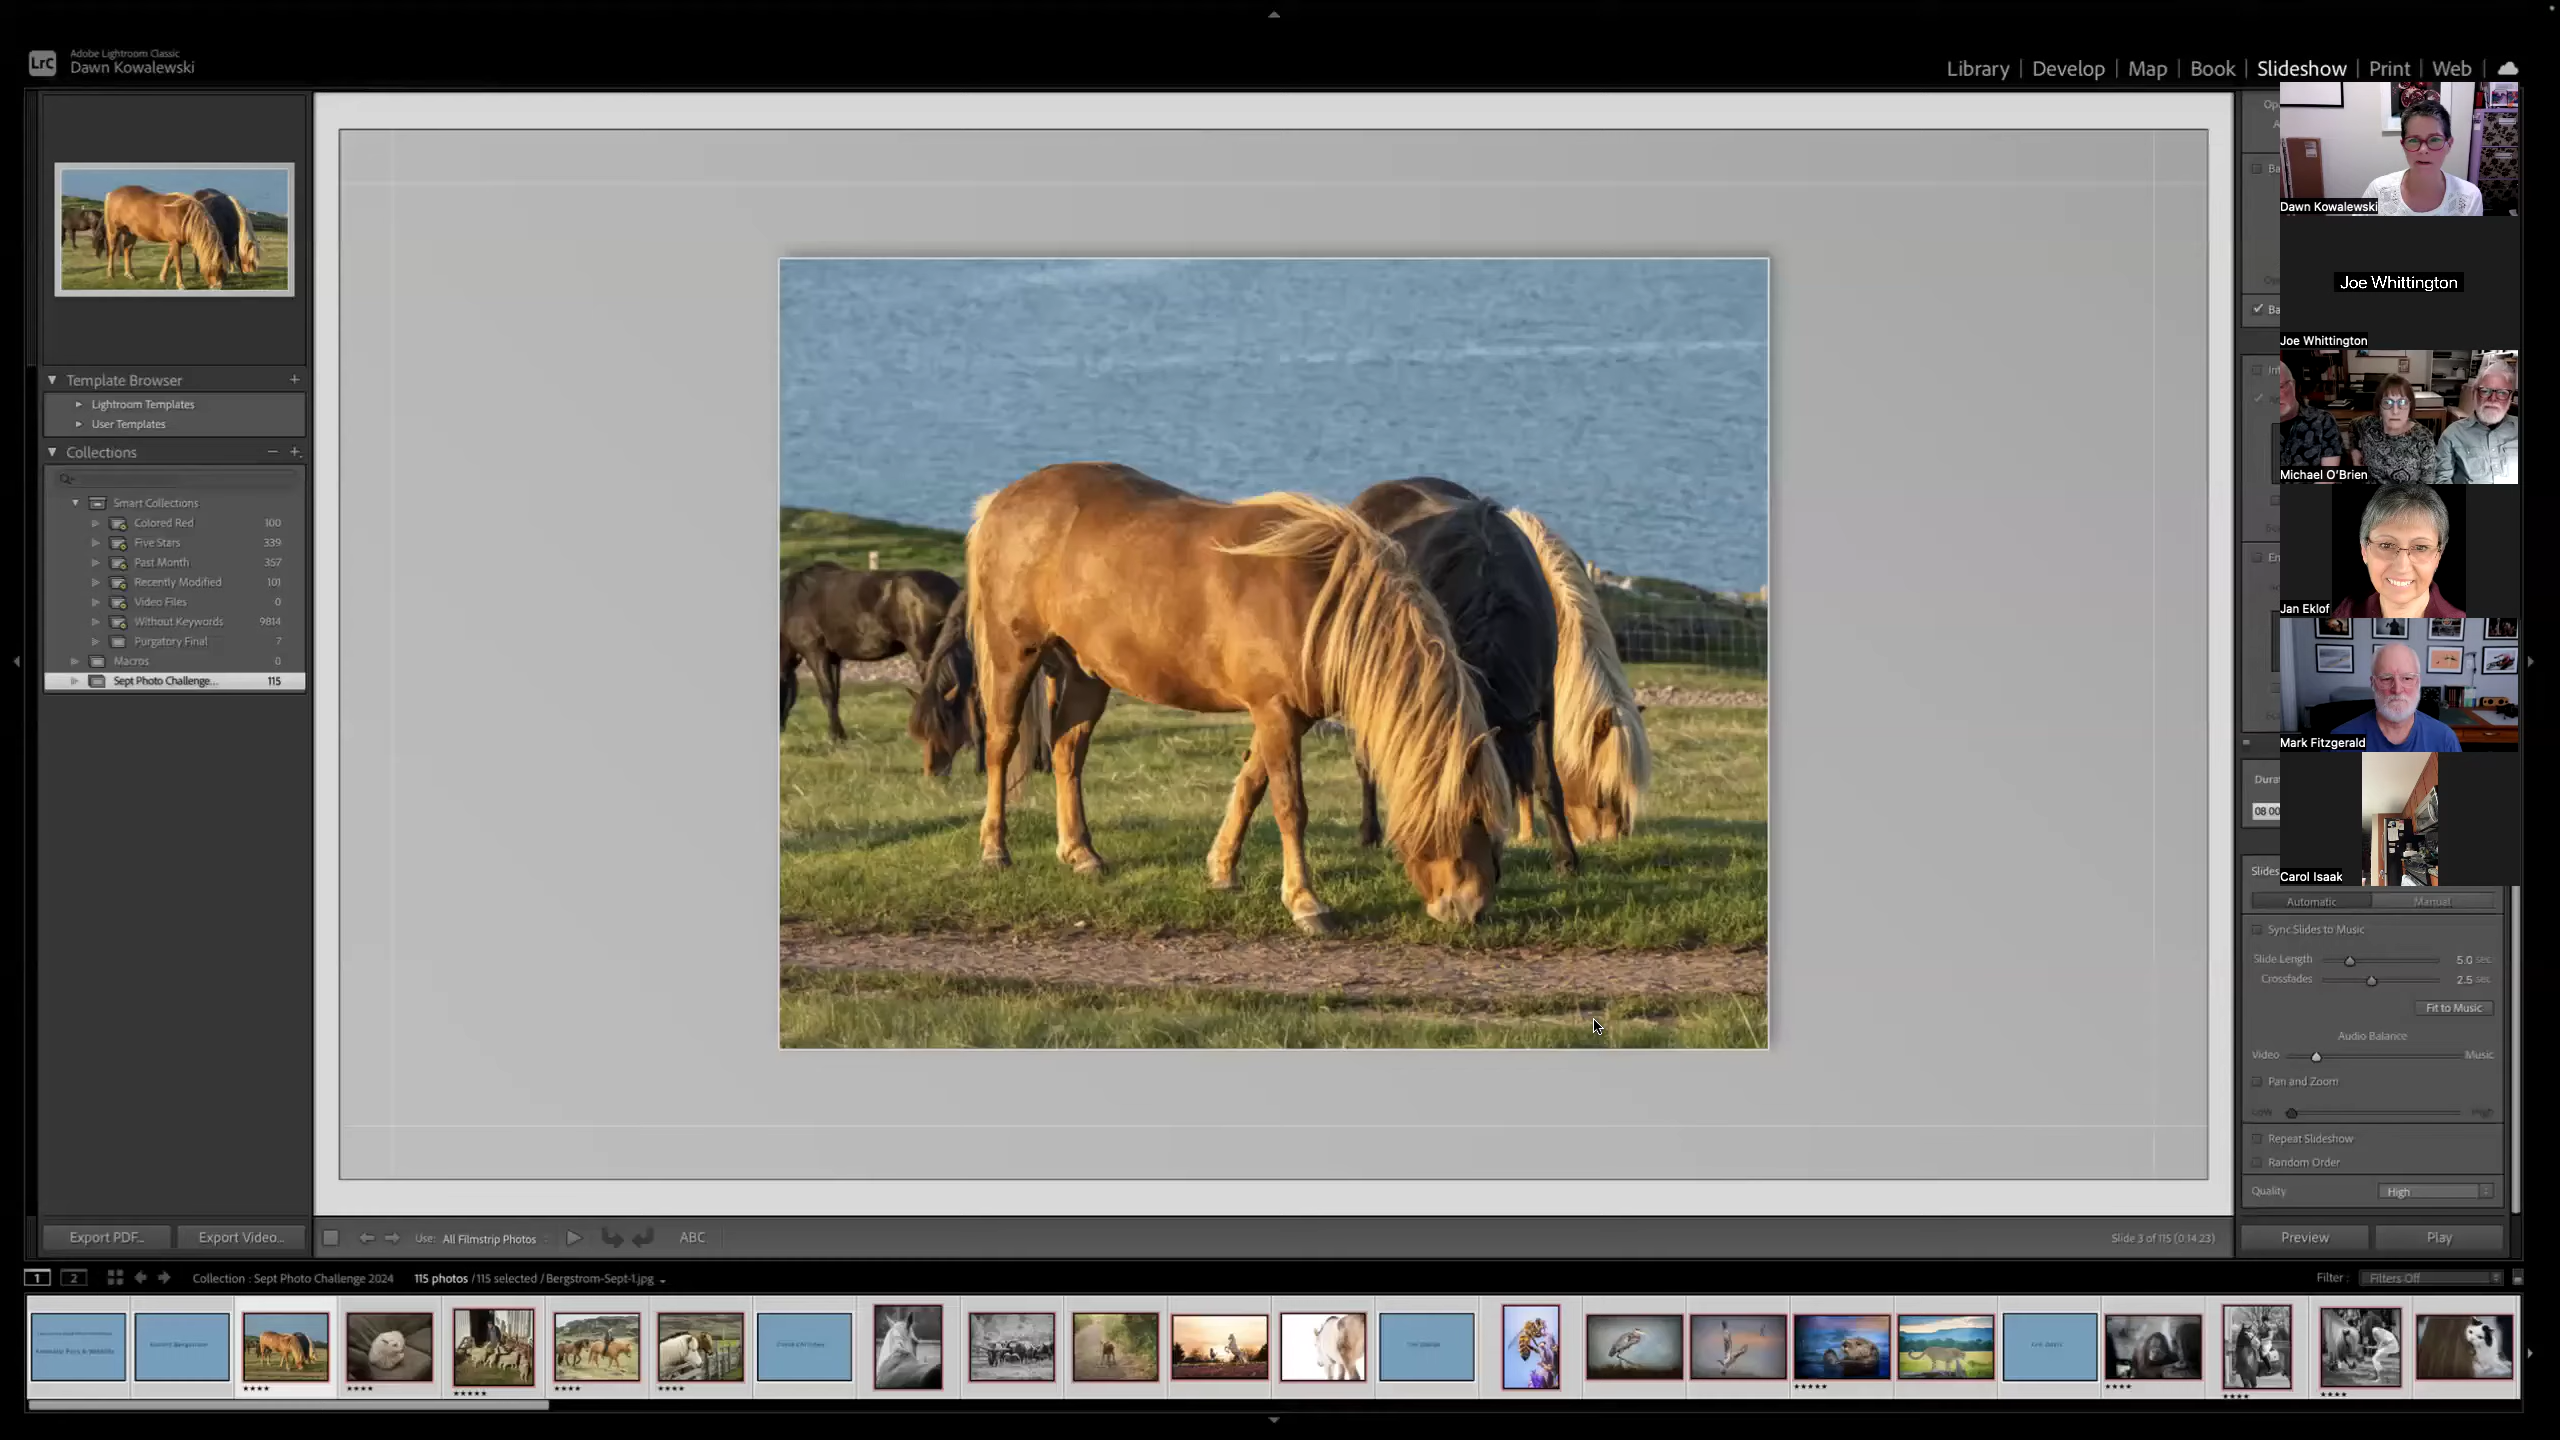 LrC
Adobe Lightroom Classic
Dawn Kowalewski
Library | Develop | Map | Book | Slideshow | Print | Web
Template Browser
Lightroom Templates
User Templates
Collections
Smart Collections
Colored Red 100
Five Stars 339
Past Month 357
Recently Modified 101
Video Files 0
Without Keywords 9814
Purgatory Final 7
Macros 0
Sept Photo Challenge... 115
Dawn Kowalewski
Joe Whittington
Joe Whittington
Michael O'Brien
Jan Eklof
Mark Fitzgerald
Carol Isaak
Automatic Manual
Sync Slides to Music
Slide Length 5.0 sec
Crossfades 2.5 sec
Fit to Music
Audio Balance
Video Music
Pan and Zoom
Low High
Repeat Slideshow
Random Order
Quality High
Export PDF... Export Video...
Use: All Filmstrip Photos
ABC
Slide 3 of 115 (0:14:23)
Preview Play
1 2
Collection : Sept Photo Challenge 2024 115 photos / 115 selected / Bergstrom-Sept-1.jpg
Filter : Filters Off